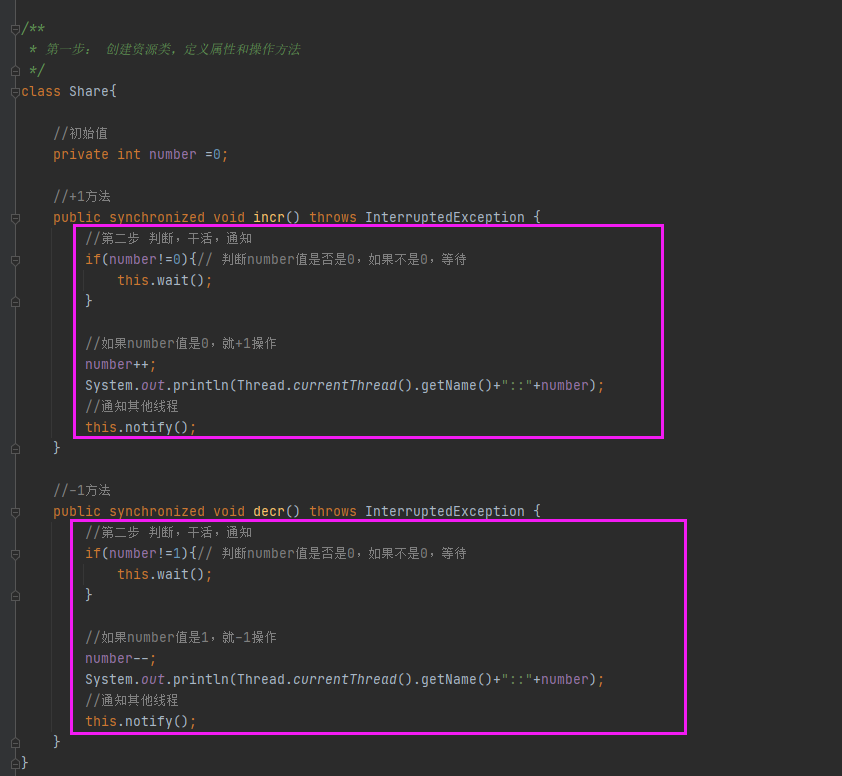 /**
 * 第一步： 创建资源类，定义属性和操作方法
 */
class Share{
//初始值
private int number =0;
//+1方法
public synchronized void incr() throws InterruptedException {
//第二步 判断，干活，通知
if(number!=0){// 判断number值是否是0，如果不是0，等待
this.wait();
}
//如果number值是0，就+1操作
number++;
System.out.println(Thread.currentThread().getName()+"::"+number);
//通知其他线程
this.notify();
}
//-1方法
public synchronized void decr() throws InterruptedException {
//第二步 判断，干活，通知
if(number!=1){// 判断number值是否是0，如果不是0，等待
this.wait();
}
//如果number值是1，就-1操作
number--;
System.out.println(Thread.currentThread().getName()+"::"+number);
//通知其他线程
this.notify();
}
}